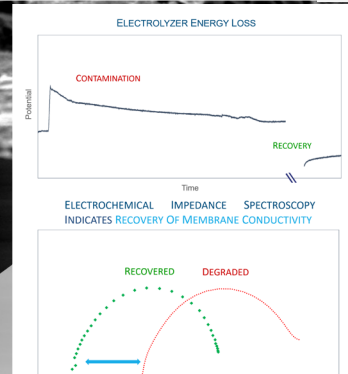 ELECTROLYZER ENERGY LOSS
CONTAMINATION
Potential
RECOVERY
Time
ELECTROCHEMICAL IMPEDANCE SPECTROSCOPY
INDICATES RECOVERY OF MEMBRANE CONDUCTIVITY
RECOVERED DEGRADED